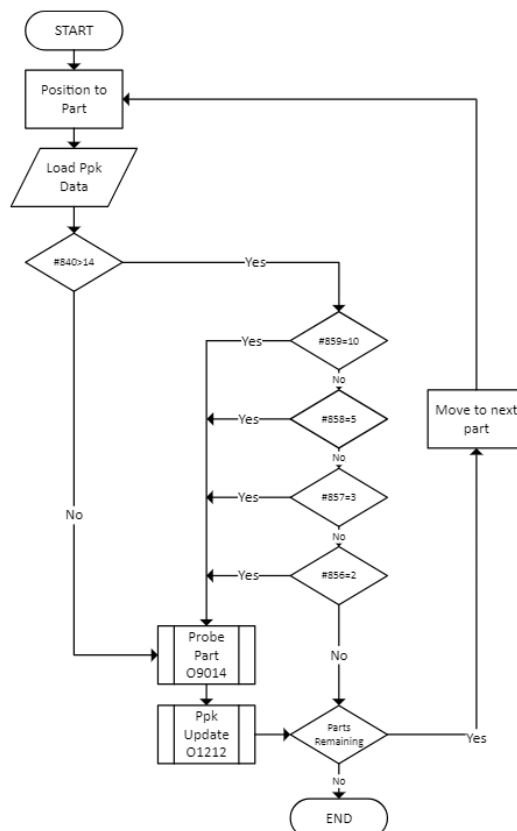 START
Position to
Part
Load Ppk
Data
#840>14
Yes
#859=10
Yes
No
#858=5
Yes
No
Move to next
part
#857=3
Yes
No
No
#856=2
Yes
No
Probe
Part
O9014
Ppk
Update
O1212
Parts
Remaining
Yes
No
END